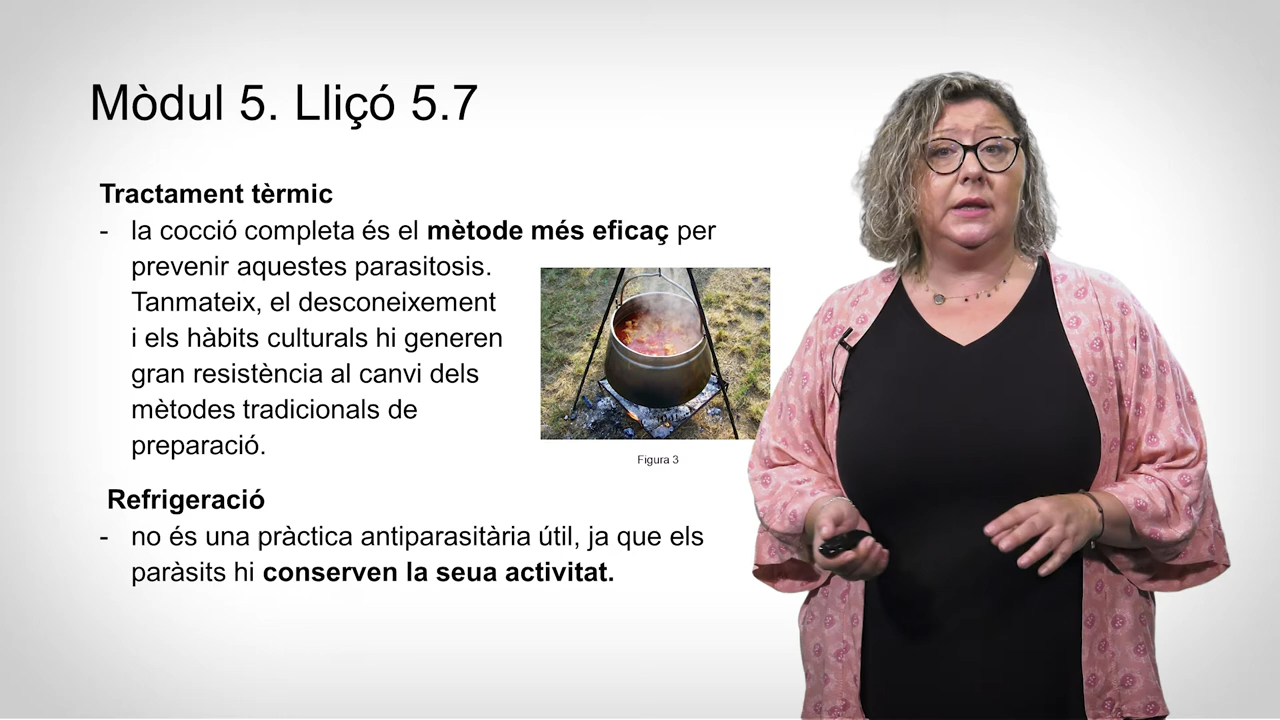 Mòdul 5. Lliçó 5.7
Tractament tèrmic
- la cocció completa és el mètode més eficaç per
prevenir aquestes parasitosis.
Tanmateix, el desconeixement
i els hàbits culturals hi generen
gran resistència al canvi dels
mètodes tradicionals de
preparació.
Figura 3
Refrigeració
- no és una pràctica antiparasitària útil, ja que els
paràsits hi conserven la seua activitat.